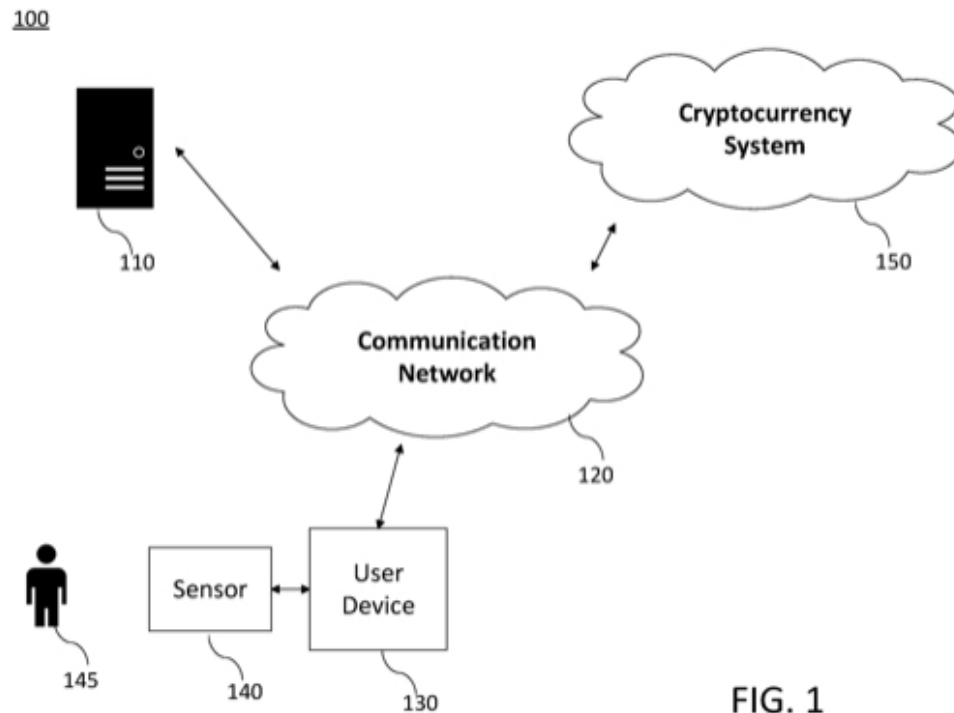 100
Cryptocurrency
System
110
150
Communication
Network
120
Sensor
User
Device
145
140
130
FIG. 1